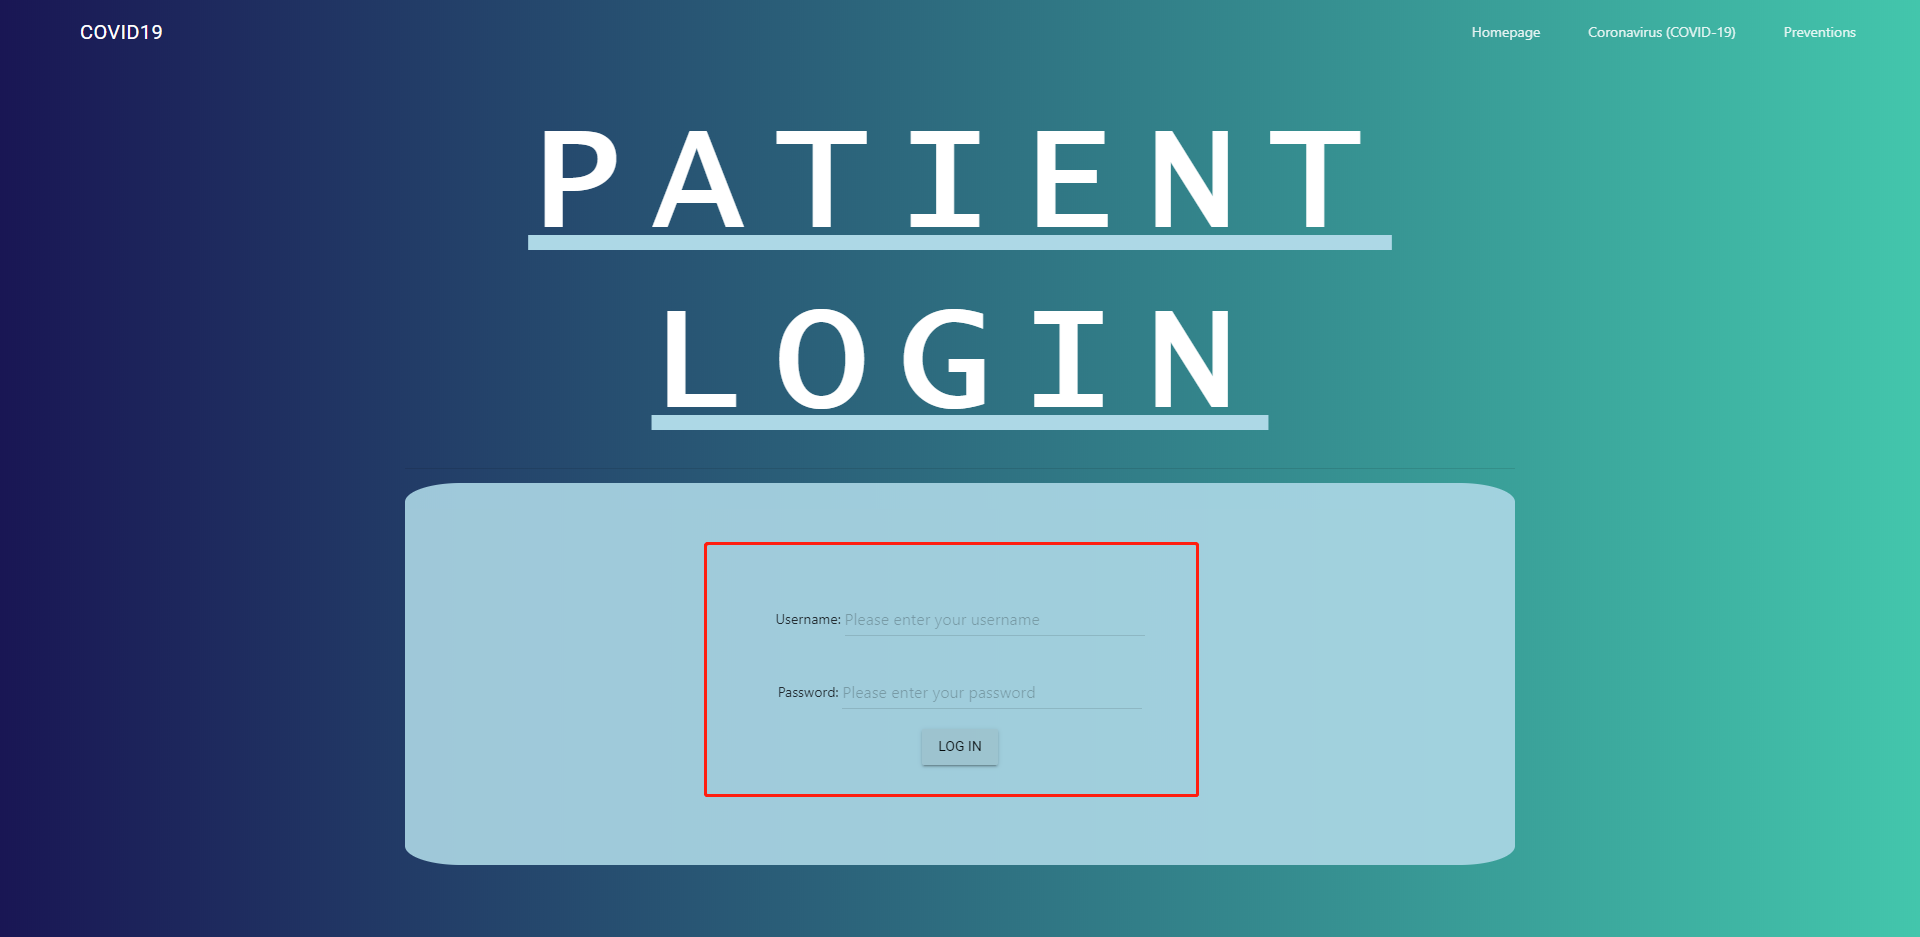 COVID19
Homepage
Coronavirus (COVID-19)
Preventions
PATIENT
LOGIN
Username: Please enter your username
Password: Please enter your password
LOG IN